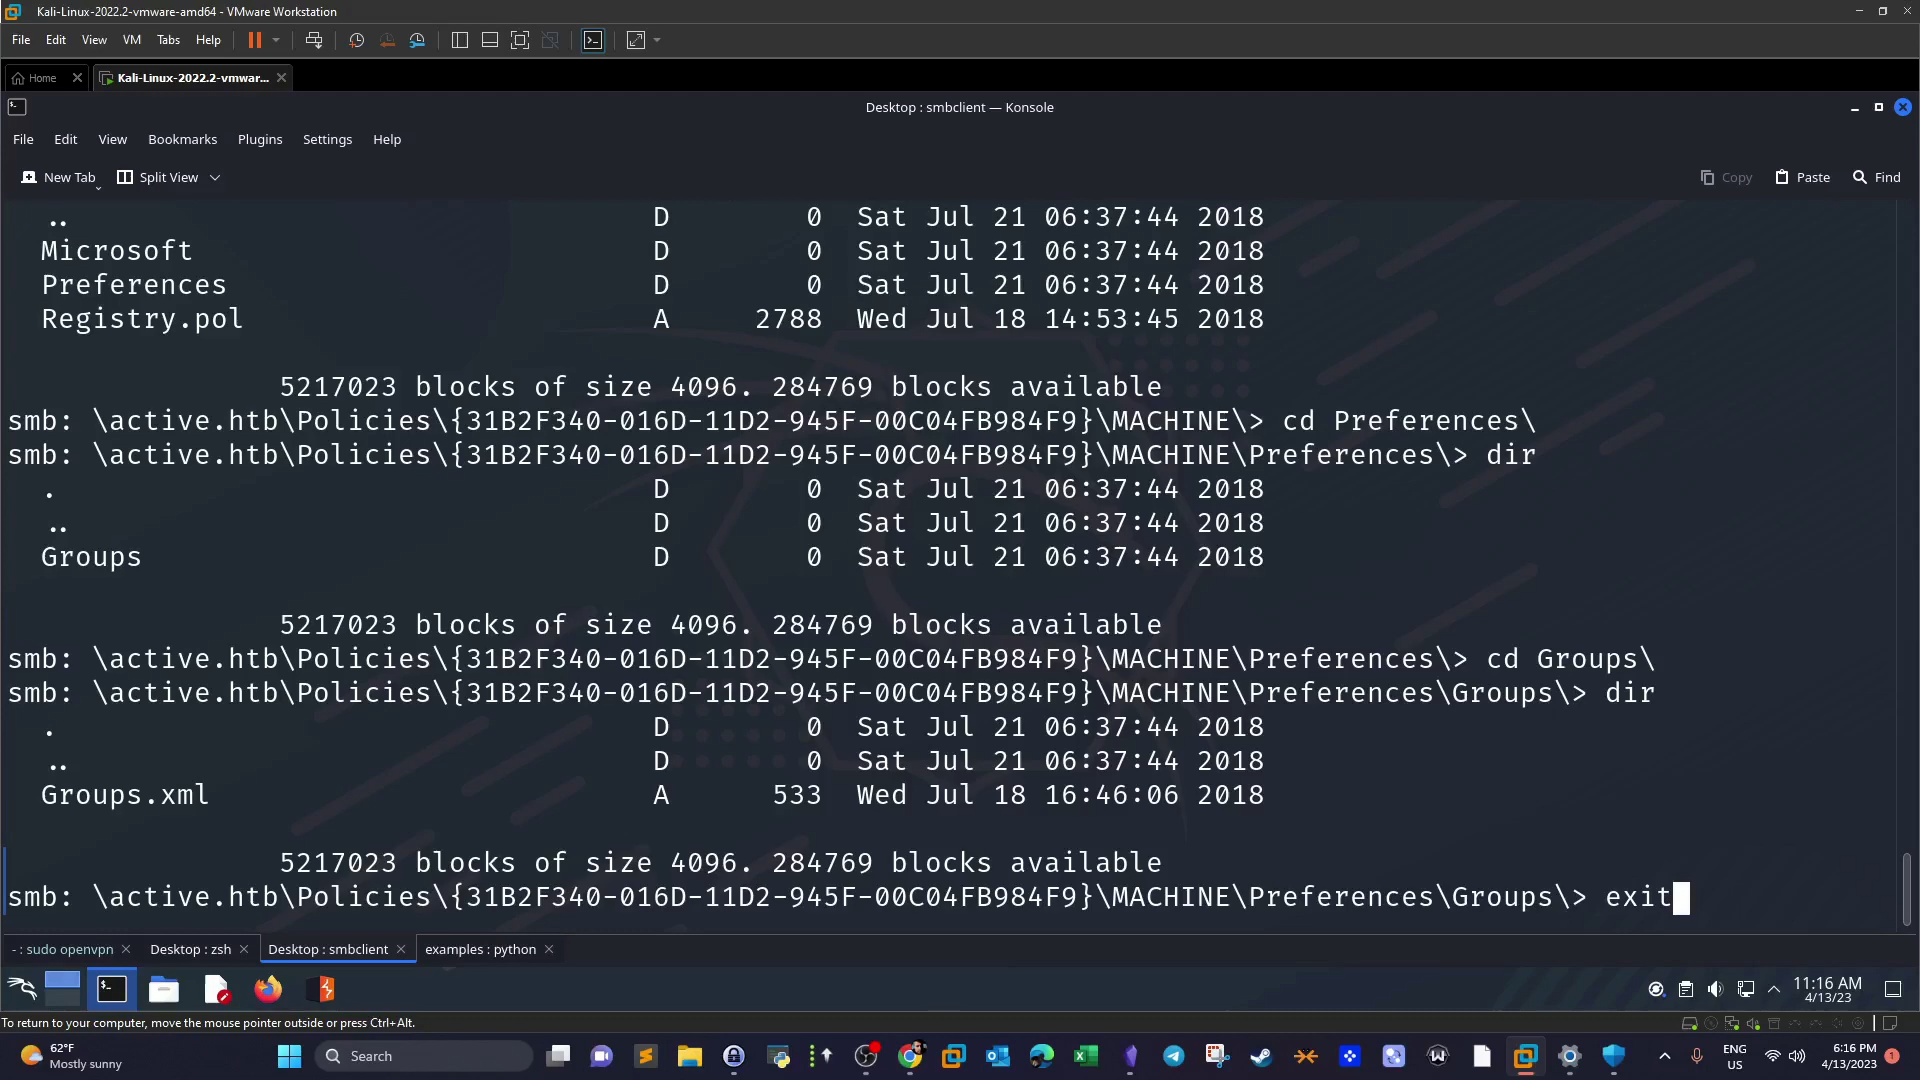 Kali-Linux-2022.2-vmware-amd64 - VMware Workstation
File Edit View VM Tabs Help
Home Kali-Linux-2022.2-vmwar...
Desktop : smbclient — Konsole
File Edit View Bookmarks Plugins Settings Help
New Tab Split View Copy Paste Find
.. D 0 Sat Jul 21 06:37:44 2018
Microsoft D 0 Sat Jul 21 06:37:44 2018
Preferences D 0 Sat Jul 21 06:37:44 2018
Registry.pol A 2788 Wed Jul 18 14:53:45 2018
5217023 blocks of size 4096. 284769 blocks available
smb: \active.htb\Policies\{31B2F340-016D-11D2-945F-00C04FB984F9}\MACHINE\> cd Preferences\
smb: \active.htb\Policies\{31B2F340-016D-11D2-945F-00C04FB984F9}\MACHINE\Preferences\> dir
. D 0 Sat Jul 21 06:37:44 2018
.. D 0 Sat Jul 21 06:37:44 2018
Groups D 0 Sat Jul 21 06:37:44 2018
5217023 blocks of size 4096. 284769 blocks available
smb: \active.htb\Policies\{31B2F340-016D-11D2-945F-00C04FB984F9}\MACHINE\Preferences\> cd Groups\
smb: \active.htb\Policies\{31B2F340-016D-11D2-945F-00C04FB984F9}\MACHINE\Preferences\Groups\> dir
. D 0 Sat Jul 21 06:37:44 2018
.. D 0 Sat Jul 21 06:37:44 2018
Groups.xml A 533 Wed Jul 18 16:46:06 2018
5217023 blocks of size 4096. 284769 blocks available
smb: \active.htb\Policies\{31B2F340-016D-11D2-945F-00C04FB984F9}\MACHINE\Preferences\Groups\> exit
- : sudo openvpn Desktop : zsh Desktop : smbclient examples : python
11:16 AM
4/13/23
To return to your computer, move the mouse pointer outside or press Ctrl+Alt.
62°F
Mostly sunny
Search
ENG
US
6:16 PM
4/13/2023
1